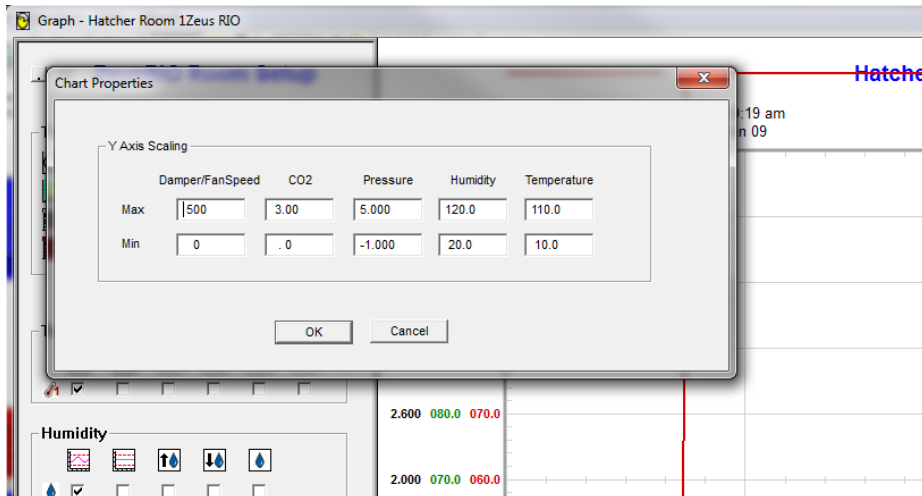 Graph - Hatcher Room 1Zeus RIO
Chart Properties
Y Axis Scaling
Damper/FanSpeed CO2 Pressure Humidity Temperature
Max 500 3.00 5.000 120.0 110.0
Min 0 . 0 -1.000 20.0 10.0
OK Cancel
Humidity
Hatche
:19 am
n 09
2.600 080.0 070.0
2.000 070.0 060.0